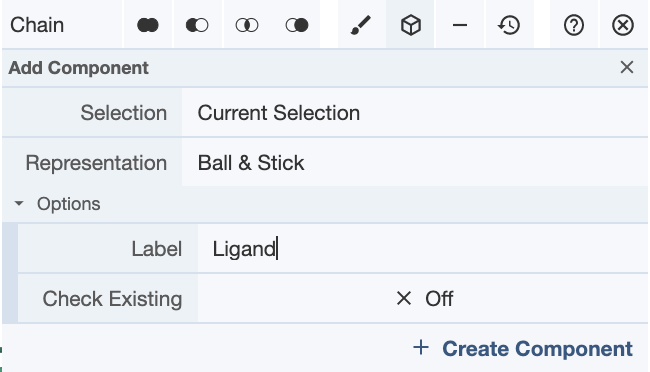 Chain
Add Component
Selection Current Selection
Representation Ball & Stick
Options
Label Ligand
Check Existing × Off
+ Create Component